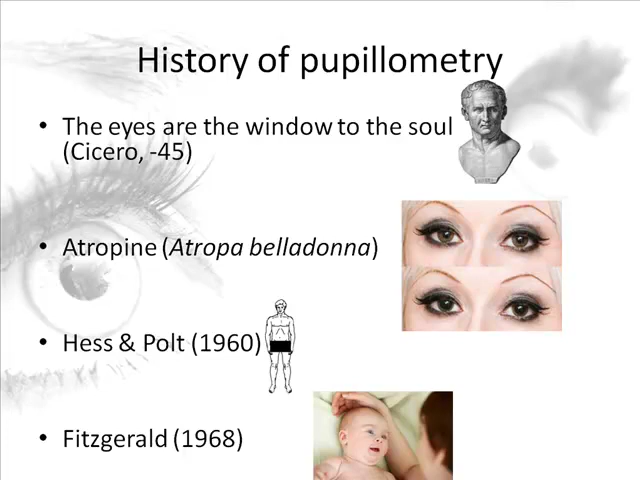 History of pupillometry
• The eyes are the window to the soul
(Cicero, -45)
• Atropine (Atropa belladonna)
• Hess & Polt (1960)
• Fitzgerald (1968)